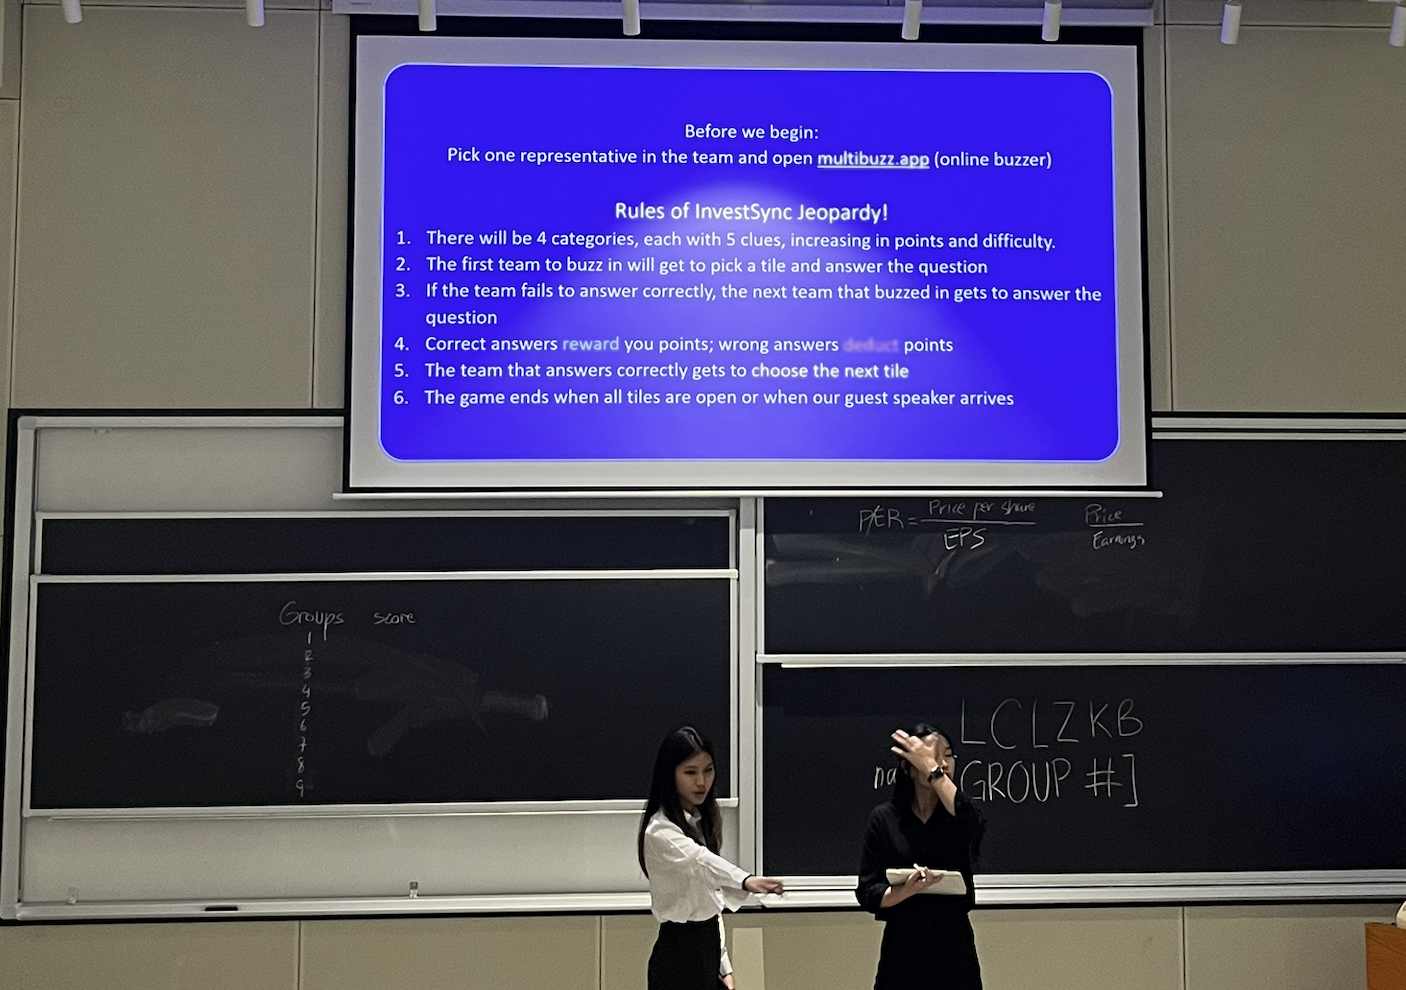 Before we begin:
Pick one representative in the team and open multibuzz.app (online buzzer)
Rules of InvestSync Jeopardy!
1. There will be 4 categories, each with 5 clues, increasing in points and difficulty.
2. The first team to buzz in will get to pick a tile and answer the question
3. If the team fails to answer correctly, the next team that buzzed in gets to answer the
question
4. Correct answers reward you points; wrong answers deduct points
5. The team that answers correctly gets to choose the next tile
6. The game ends when all tiles are open or when our guest speaker arrives
P/ER = Price per share
EPS
Price
Earnings
Groups score
1
2
3
4
5
6
7
8
9
LCLZKB
GROUP #]